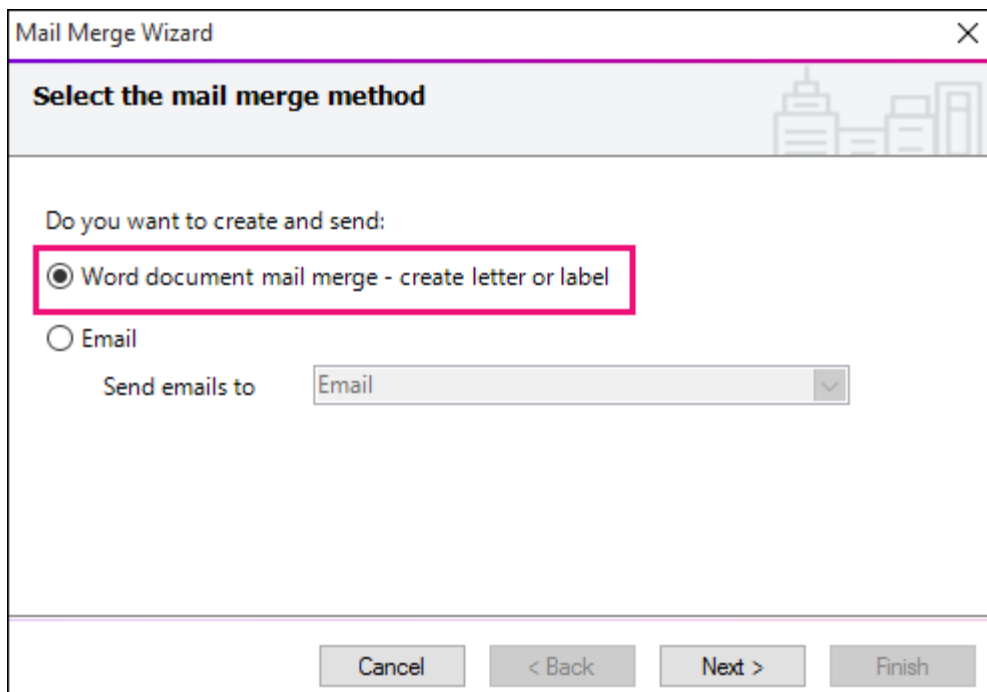 Mail Merge Wizard
Select the mail merge method
Do you want to create and send:
Word document mail merge - create letter or label
Email
Send emails to Email
Cancel < Back Next > Finish